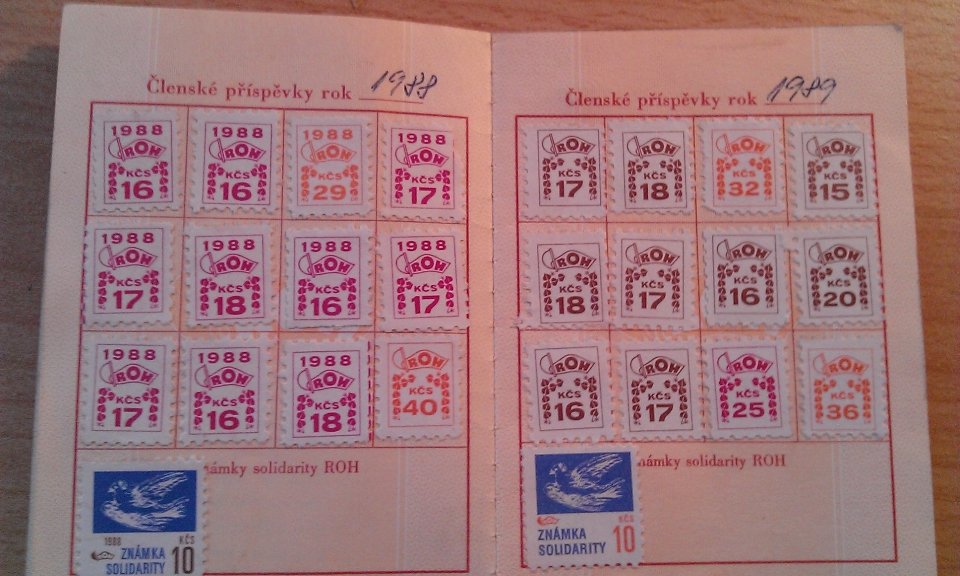 Členské příspěvky rok 1988
1988 1988 1988 1988
ROH ROH ROH ROH
KČS KČS KČS KČS
16 16 29 17
1988 1988 1988 1988
ROH ROH ROH ROH
KČS KČS KČS KČS
17 18 16 17
1988 1988 1988
ROH ROH ROH ROH
KČS KČS KČS KČS
17 16 18 40
námky solidarity ROH
1988 KČS
ZNÁMKA
SOLIDARITY 10
Členské příspěvky rok 1989
ROH ROH ROH ROH
KČS KČS KČS KČS
17 18 32 15
ROH ROH ROH ROH
KČS KČS KČS KČS
18 17 16 20
ROH ROH ROH ROH
KČS KČS KČS KČS
16 17 25 36
námky solidarity ROH
KČS
ZNÁMKA
SOLIDARITY 10